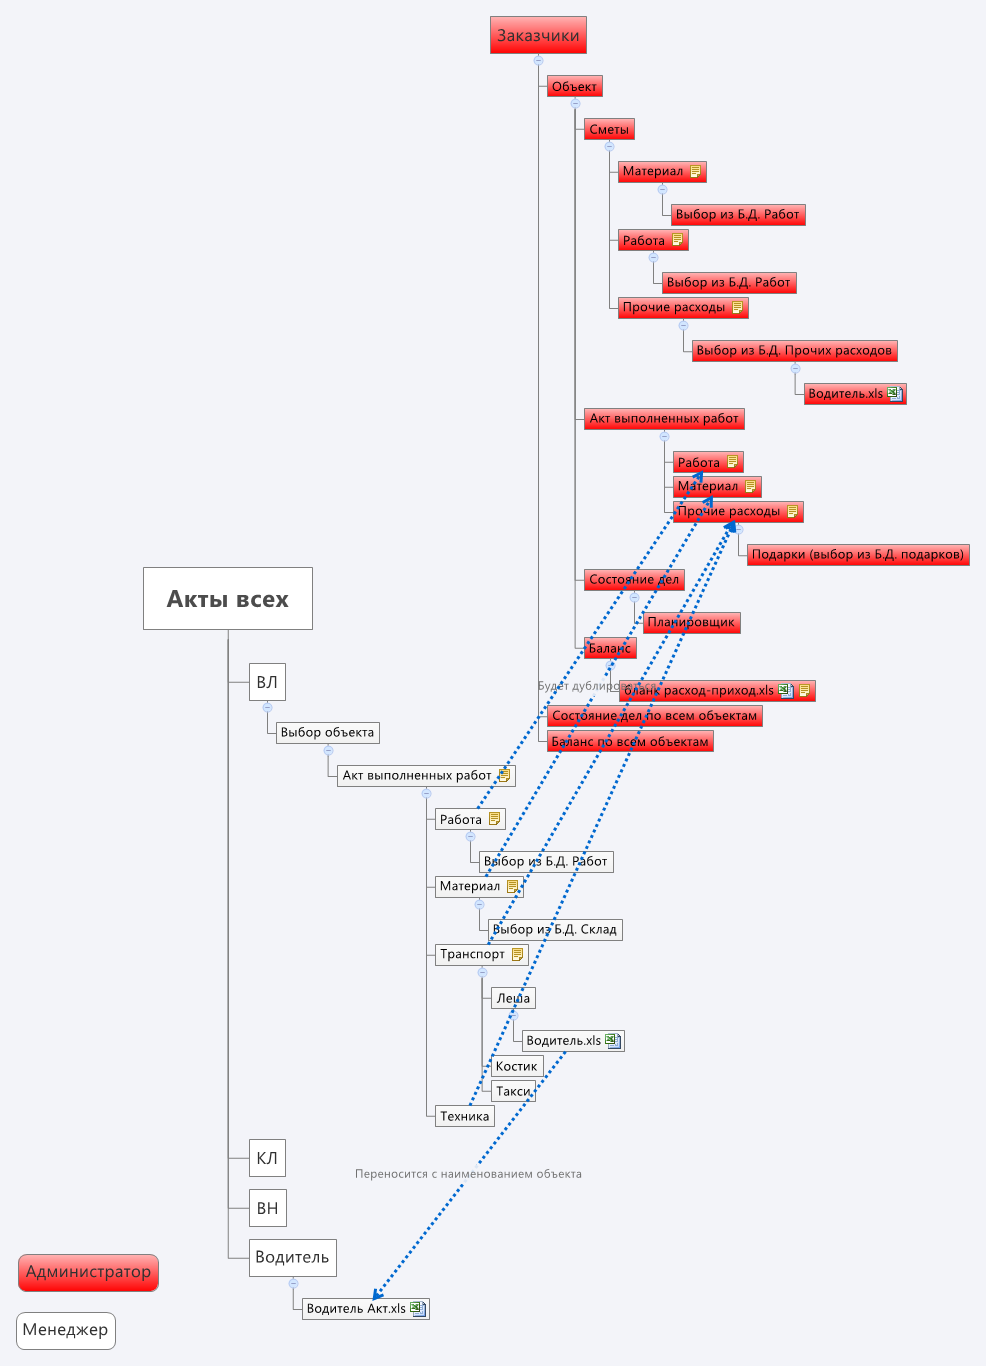 Заказчики
Объект
Сметы
Материал
Выбор из Б.Д. Работ
Работа
Выбор из Б.Д. Работ
Прочие расходы
Выбор из Б.Д. Прочих расходов
Водитель.xls
Акт выполненных работ
Работа
Материал
Прочие расходы
Подарки (выбор из Б.Д. подарков)
Состояние дел
Планировщик
Баланс
Будет дублироваться
бланк расход-приход.xls
Состояние дел по всем объектам
Баланс по всем объектам
Акты всех
ВЛ
Выбор объекта
Акт выполненных работ
Работа
Выбор из Б.Д. Работ
Материал
Выбор из Б.Д. Склад
Транспорт
Леша
Водитель.xls
Костик
Такси
Техника
КЛ
Переносится с наименованием объекта
ВН
Водитель
Водитель Акт.xls
Администратор
Менеджер